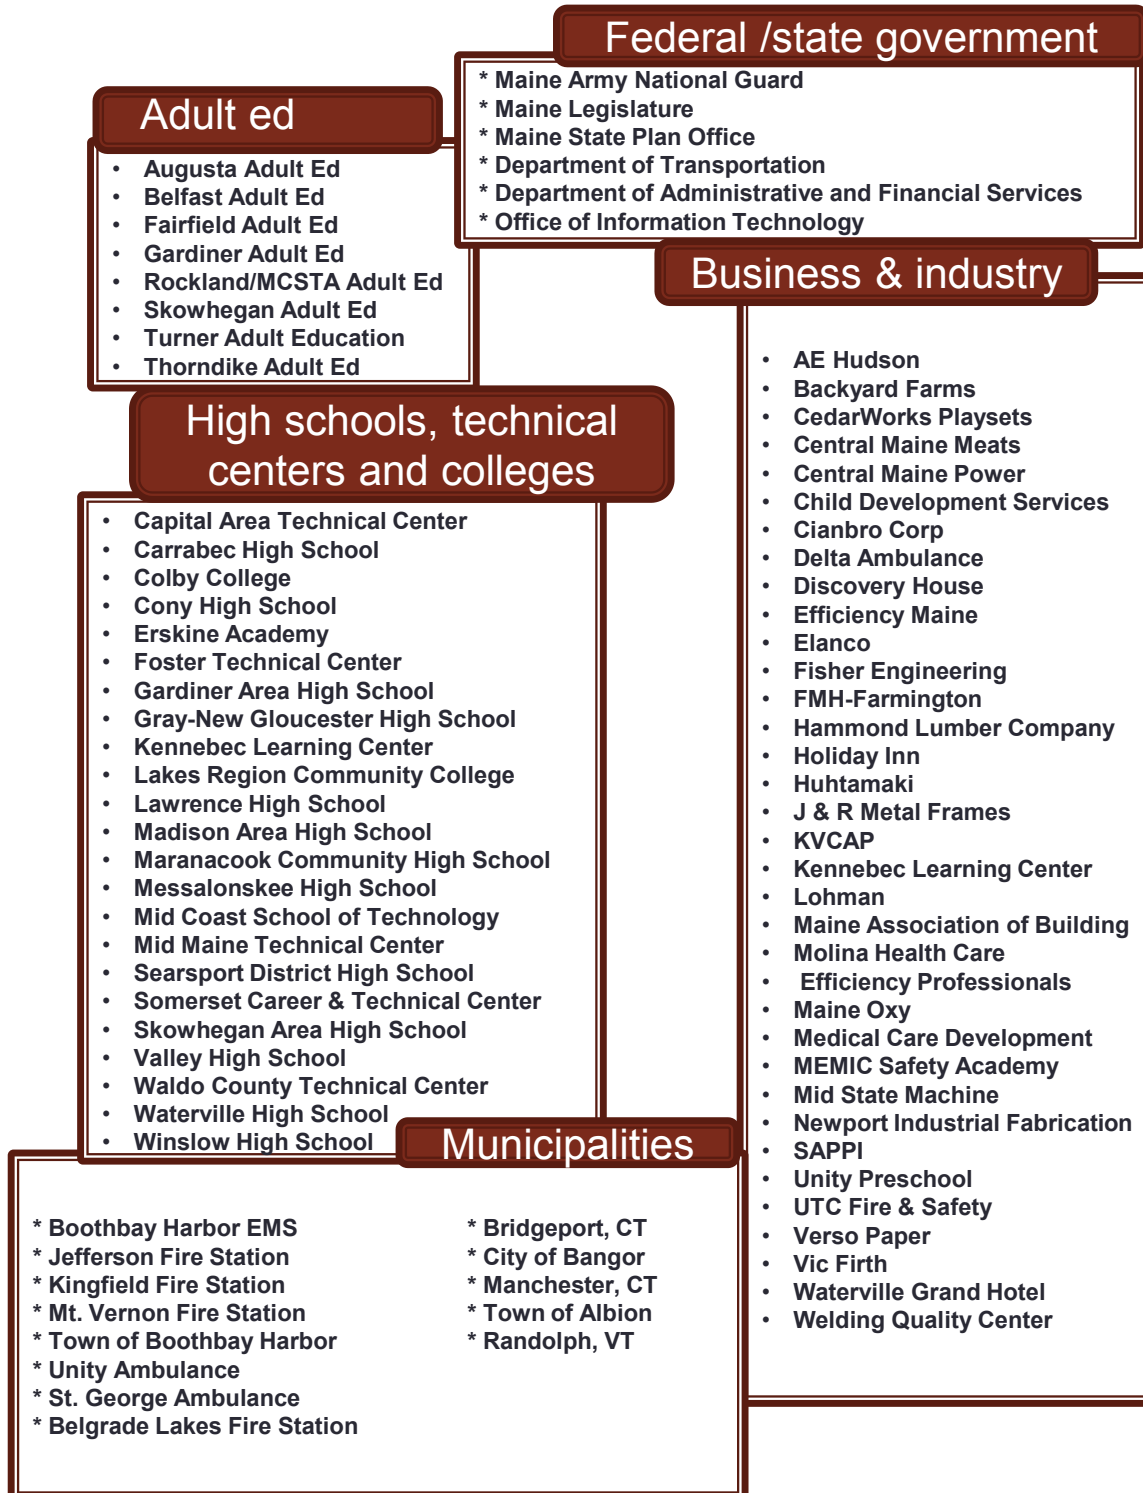 Federal /state government
* Maine Army National Guard
* Maine Legislature
* Maine State Plan Office
* Department of Transportation
* Department of Administrative and Financial Services
* Office of Information Technology
Adult ed
• Augusta Adult Ed
• Belfast Adult Ed
• Fairfield Adult Ed
• Gardiner Adult Ed
• Rockland/MCSTA Adult Ed
• Skowhegan Adult Ed
• Turner Adult Education
• Thorndike Adult Ed
Business & industry
• AE Hudson
• Backyard Farms
• CedarWorks Playsets
• Central Maine Meats
• Central Maine Power
• Child Development Services
• Cianbro Corp
• Delta Ambulance
• Discovery House
• Efficiency Maine
• Elanco
• Fisher Engineering
• FMH-Farmington
• Hammond Lumber Company
• Holiday Inn
• Huhtamaki
• J & R Metal Frames
• KVCAP
• Kennebec Learning Center
• Lohman
• Maine Association of Building
• Molina Health Care
• Efficiency Professionals
• Maine Oxy
• Medical Care Development
• MEMIC Safety Academy
• Mid State Machine
• Newport Industrial Fabrication
• SAPPI
• Unity Preschool
• UTC Fire & Safety
• Verso Paper
• Vic Firth
• Waterville Grand Hotel
• Welding Quality Center
High schools, technical
centers and colleges
• Capital Area Technical Center
• Carrabec High School
• Colby College
• Cony High School
• Erskine Academy
• Foster Technical Center
• Gardiner Area High School
• Gray-New Gloucester High School
• Kennebec Learning Center
• Lakes Region Community College
• Lawrence High School
• Madison Area High School
• Maranacook Community High School
• Messalonskee High School
• Mid Coast School of Technology
• Mid Maine Technical Center
• Searsport District High School
• Somerset Career & Technical Center
• Skowhegan Area High School
• Valley High School
• Waldo County Technical Center
• Waterville High School
• Winslow High School
Municipalities
* Boothbay Harbor EMS
* Jefferson Fire Station
* Kingfield Fire Station
* Mt. Vernon Fire Station
* Town of Boothbay Harbor
* Unity Ambulance
* St. George Ambulance
* Belgrade Lakes Fire Station
* Bridgeport, CT
* City of Bangor
* Manchester, CT
* Town of Albion
* Randolph, VT